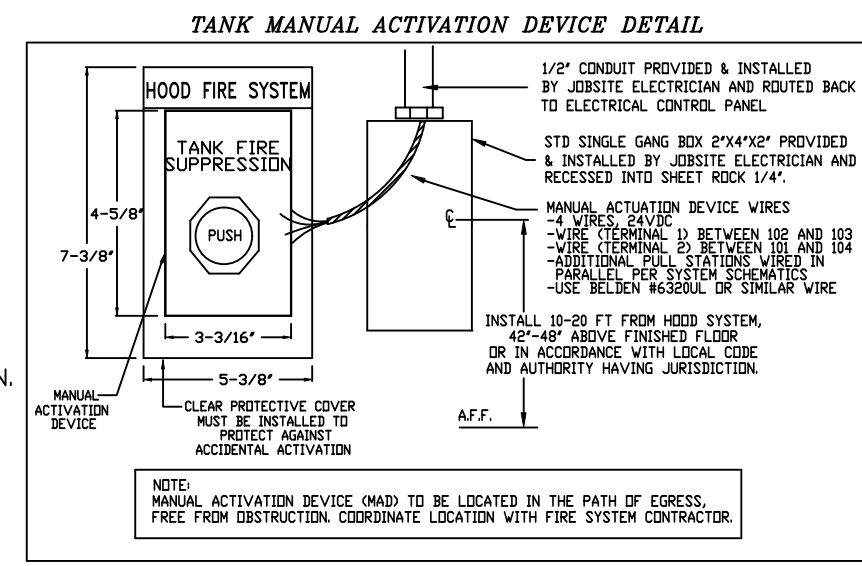 TANK MANUAL ACTIVATION DEVICE DETAIL
HOOD FIRE SYSTEM
TANK FIRE
SUPPRESSION
PUSH
4-5/8"
7-3/8"
3-3/16"
5-3/8"
N.
MANUAL
ACTIVATION
DEVICE
CLEAR PROTECTIVE COVER
MUST BE INSTALLED TO
PROTECT AGAINST
ACCIDENTAL ACTIVATION
1/2" CONDUIT PROVIDED & INSTALLED
BY JOBSITE ELECTRICIAN AND ROUTED BACK
TO ELECTRICAL CONTROL PANEL
STD SINGLE GANG BOX 2"X4"X2" PROVIDED
& INSTALLED BY JOBSITE ELECTRICIAN AND
RECESSED INTO SHEET ROCK 1/4".
MANUAL ACTUATION DEVICE WIRES
-4 WIRES, 24VDC
-WIRE (TERMINAL 1) BETWEEN 102 AND 103
-WIRE (TERMINAL 2) BETWEEN 101 AND 104
-ADDITIONAL PULL STATIONS WIRED IN
PARALLEL PER SYSTEM SCHEMATICS
-USE BELDEN #6320UL OR SIMILAR WIRE
℄
INSTALL 10-20 FT FROM HOOD SYSTEM,
42"-48" ABOVE FINISHED FLOOR
OR IN ACCORDANCE WITH LOCAL CODE
AND AUTHORITY HAVING JURISDICTION.
A.F.F.
NOTE:
MANUAL ACTIVATION DEVICE (MAD) TO BE LOCATED IN THE PATH OF EGRESS,
FREE FROM OBSTRUCTION. COORDINATE LOCATION WITH FIRE SYSTEM CONTRACTOR.